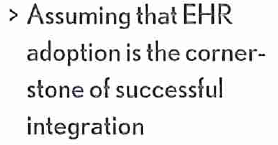 > Assuming that EHR
adoption is the corner-
stone of successful
integration